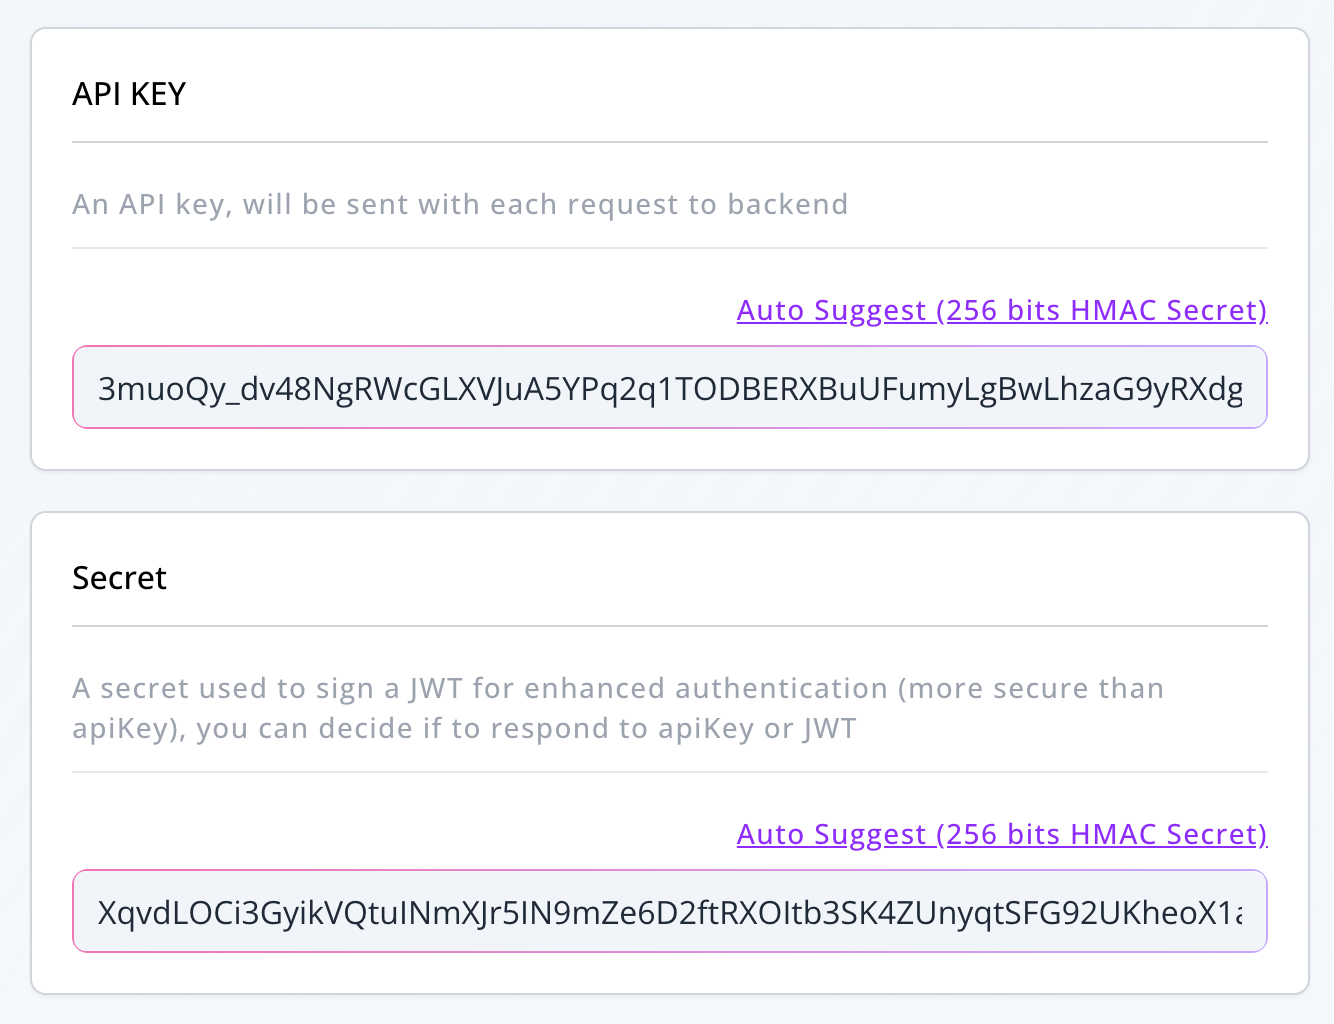 API KEY
An API key, will be sent with each request to backend
Auto Suggest (256 bits HMAC Secret)
3muoQy_dv48NgRWcGLXVJuA5YPq2q1TODBERXBuUFumyLgBwLhzaG9yRXdg
Secret
A secret used to sign a JWT for enhanced authentication (more secure than
apiKey), you can decide if to respond to apiKey or JWT
Auto Suggest (256 bits HMAC Secret)
XqvdLOCi3GyikVQtuINmXJr5IN9mZe6D2ftRXOItb3SK4ZUnyqtSFG92UKheoX1a